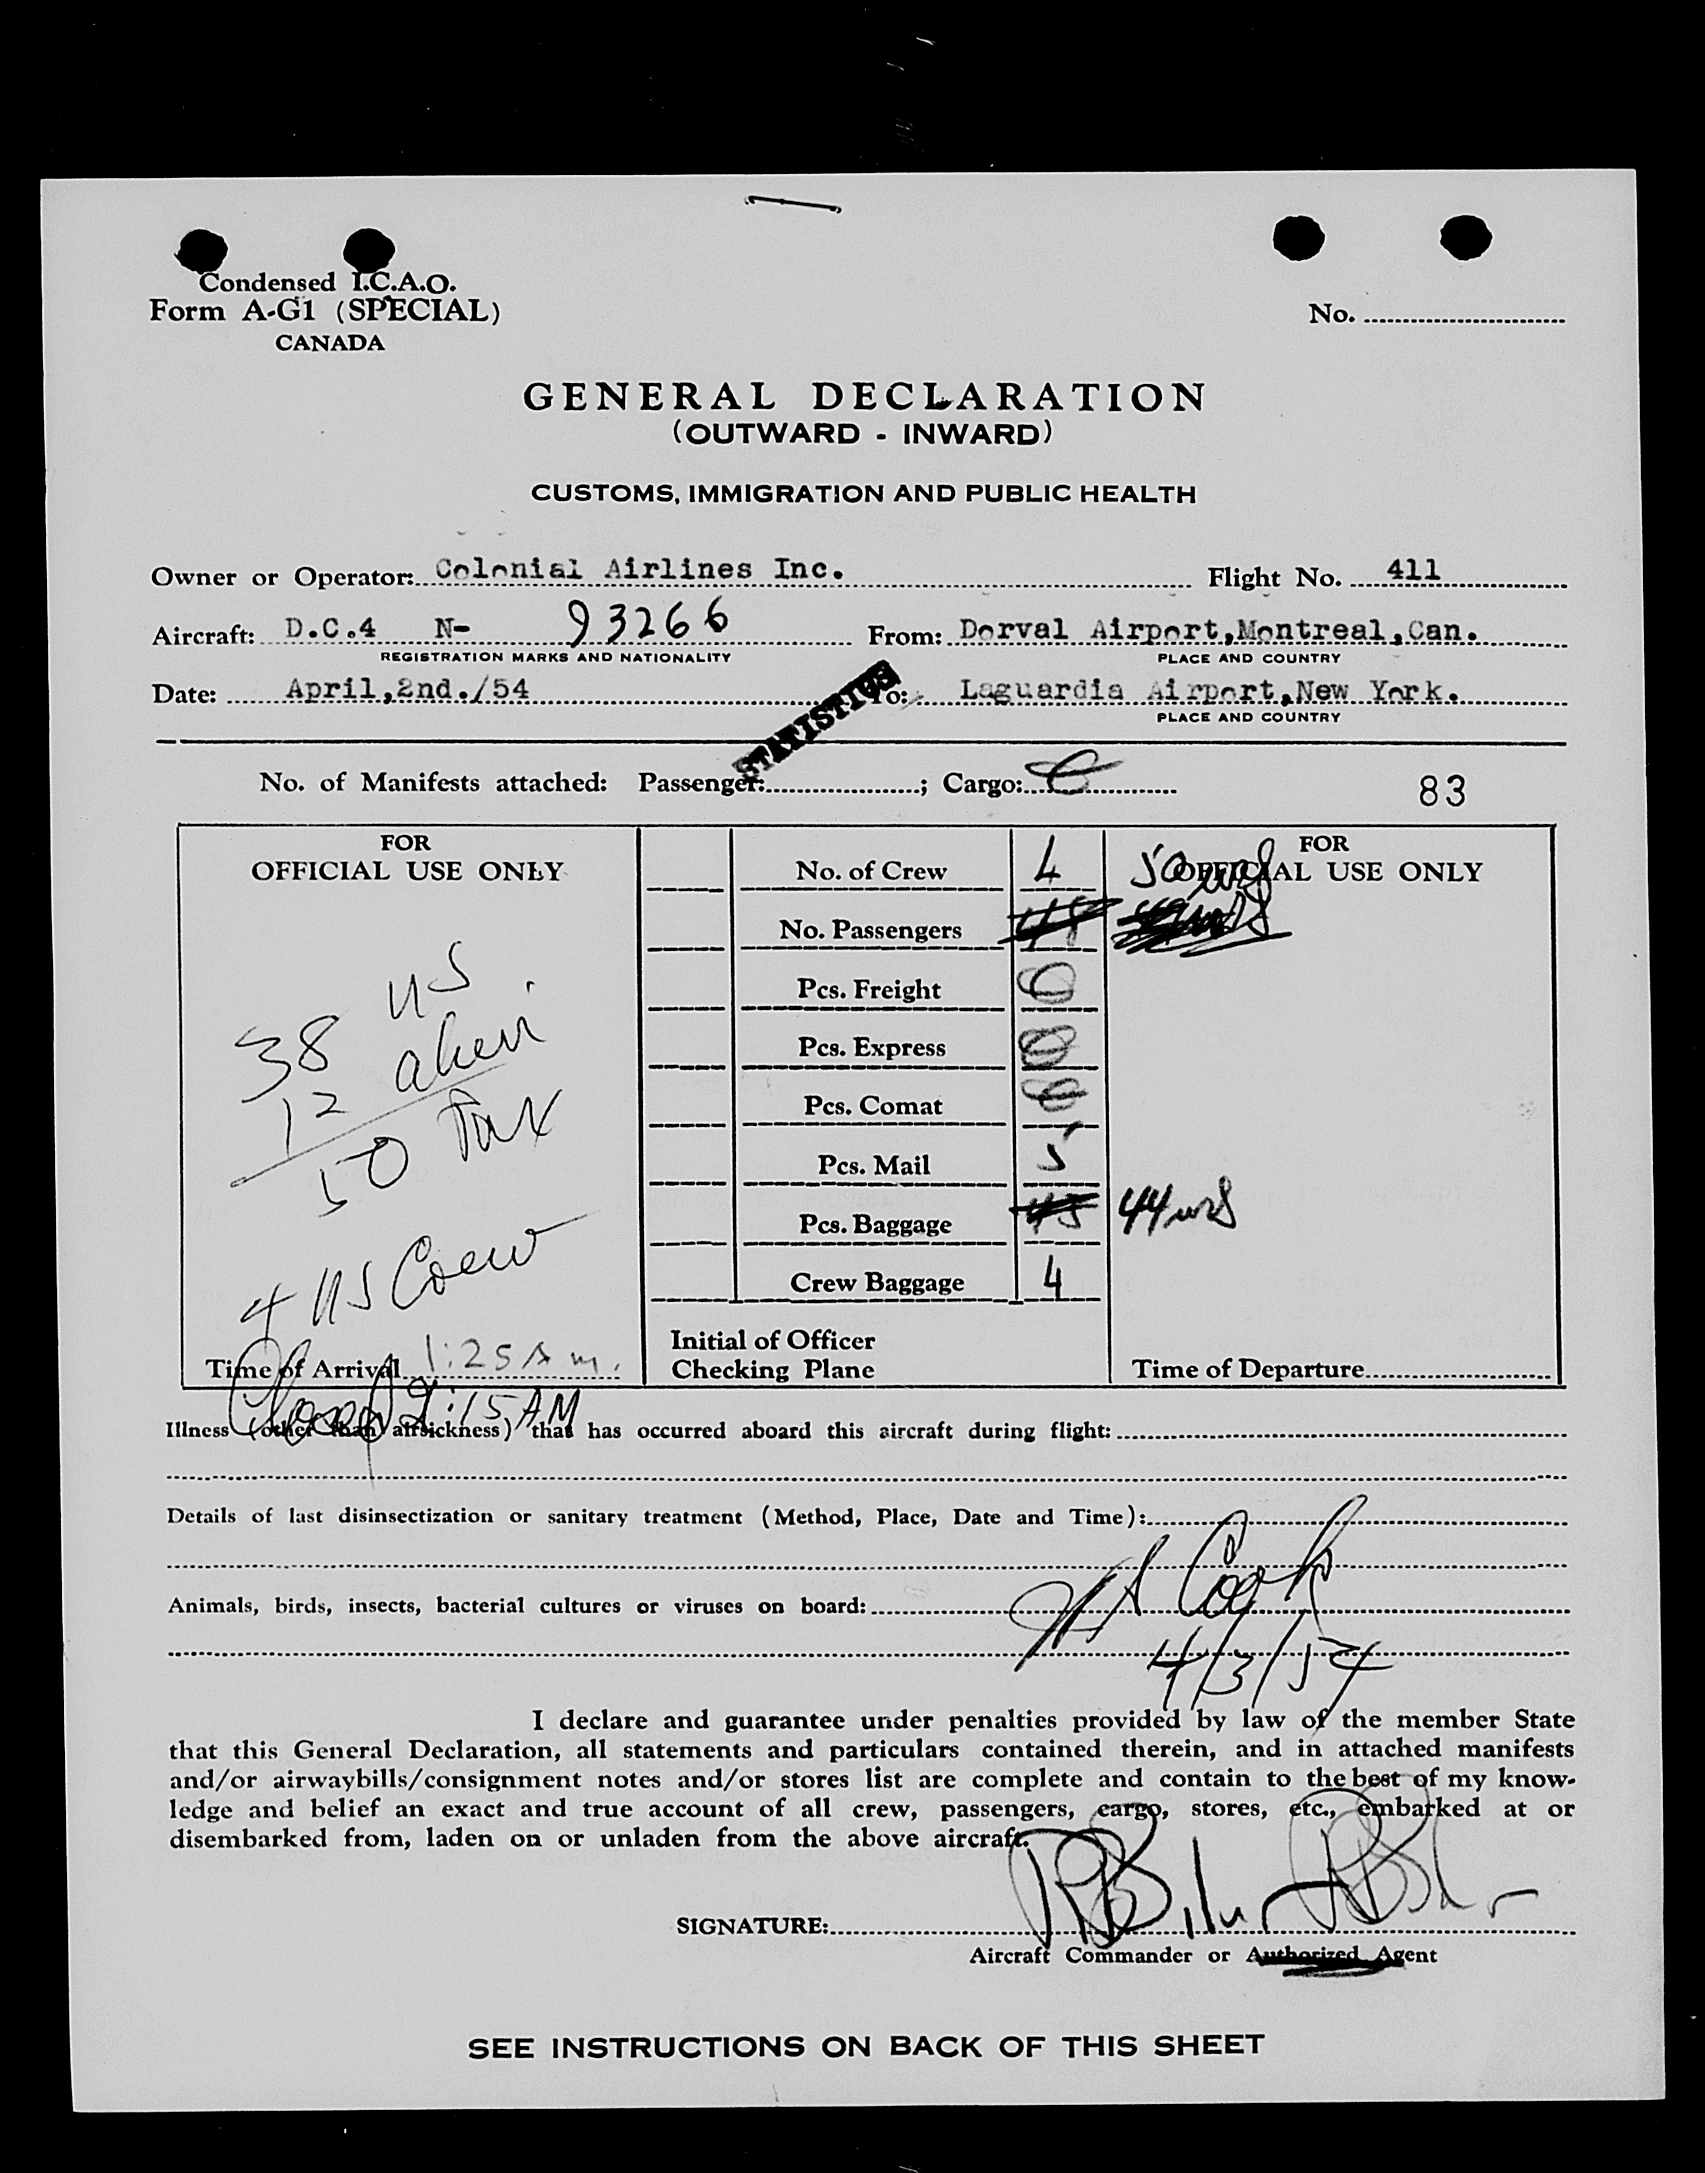 Condensed I.C.A.O.
Form A-G1 (SPECIAL)
CANADA
No.
GENERAL DECLARATION
(OUTWARD - INWARD)
CUSTOMS, IMMIGRATION AND PUBLIC HEALTH
Owner or Operator: Colonial Airlines Inc. Flight No. 411
Aircraft: D.C.4 N- 93266 From: Dorval Airport,Montreal,Can.
REGISTRATION MARKS AND NATIONALITY PLACE AND COUNTRY
Date: April,2nd./54 To: Laguardia Airport,New York.
PLACE AND COUNTRY
STATISTICS
No. of Manifests attached: Passenger: ; Cargo:
83
FOR
OFFICIAL USE ONLY
38 US
12 alien
50 Pax
4 US Crew
Time of Arrival 1:25 A m.
No. of Crew 4
No. Passengers
Pcs. Freight
Pcs. Express
Pcs. Comat
Pcs. Mail 5
Pcs. Baggage 45
Crew Baggage 4
Initial of Officer
Checking Plane
FOR
OFFICIAL USE ONLY
50
44
Time of Departure
2:15 AM
Illness (other than airsickness) that has occurred aboard this aircraft during flight:
Details of last disinsectization or sanitary treatment (Method, Place, Date and Time):
Animals, birds, insects, bacterial cultures or viruses on board:
4/3/54
I declare and guarantee under penalties provided by law of the member State
that this General Declaration, all statements and particulars contained therein, and in attached manifests
and/or airwaybills/consignment notes and/or stores list are complete and contain to the best of my know-
ledge and belief an exact and true account of all crew, passengers, cargo, stores, etc., embarked at or
disembarked from, laden on or unladen from the above aircraft.
SIGNATURE:
Aircraft Commander or Authorized Agent
SEE INSTRUCTIONS ON BACK OF THIS SHEET